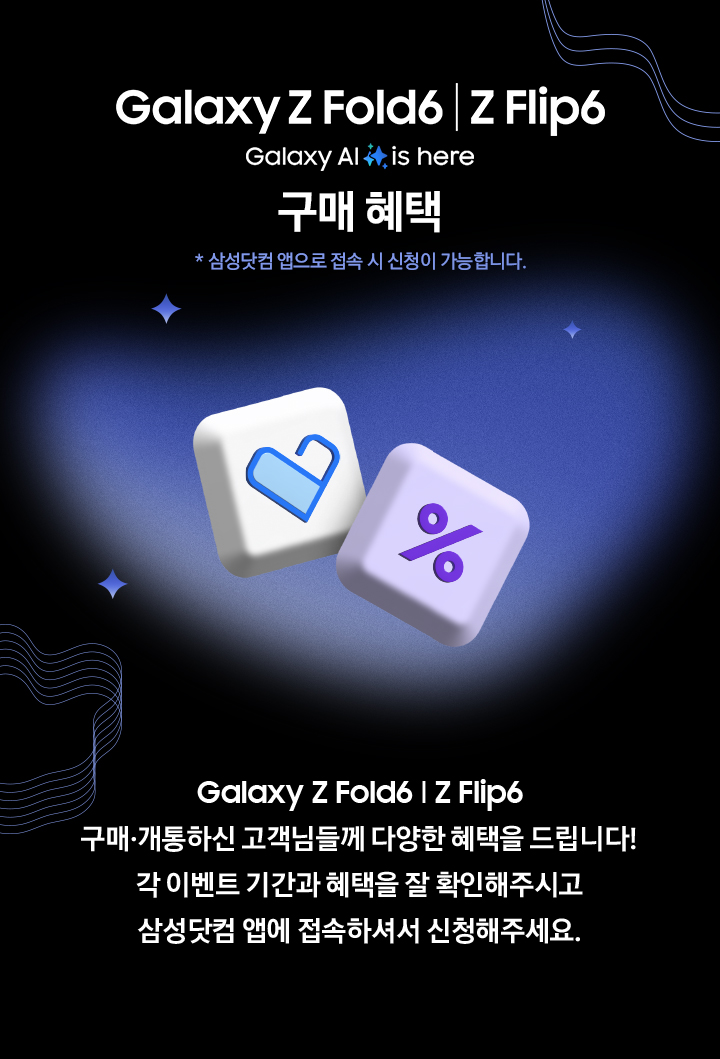 Galaxy Z Fold6 | Z Flip6
Galaxy AI is here
구매 혜택
* 삼성닷컴 앱으로 접속 시 신청이 가능합니다.
%
Galaxy Z Fold6 | Z Flip6
구매·개통하신 고객님들께 다양한 혜택을 드립니다!
각 이벤트 기간과 혜택을 잘 확인해주시고
삼성닷컴 앱에 접속하셔서 신청해주세요.